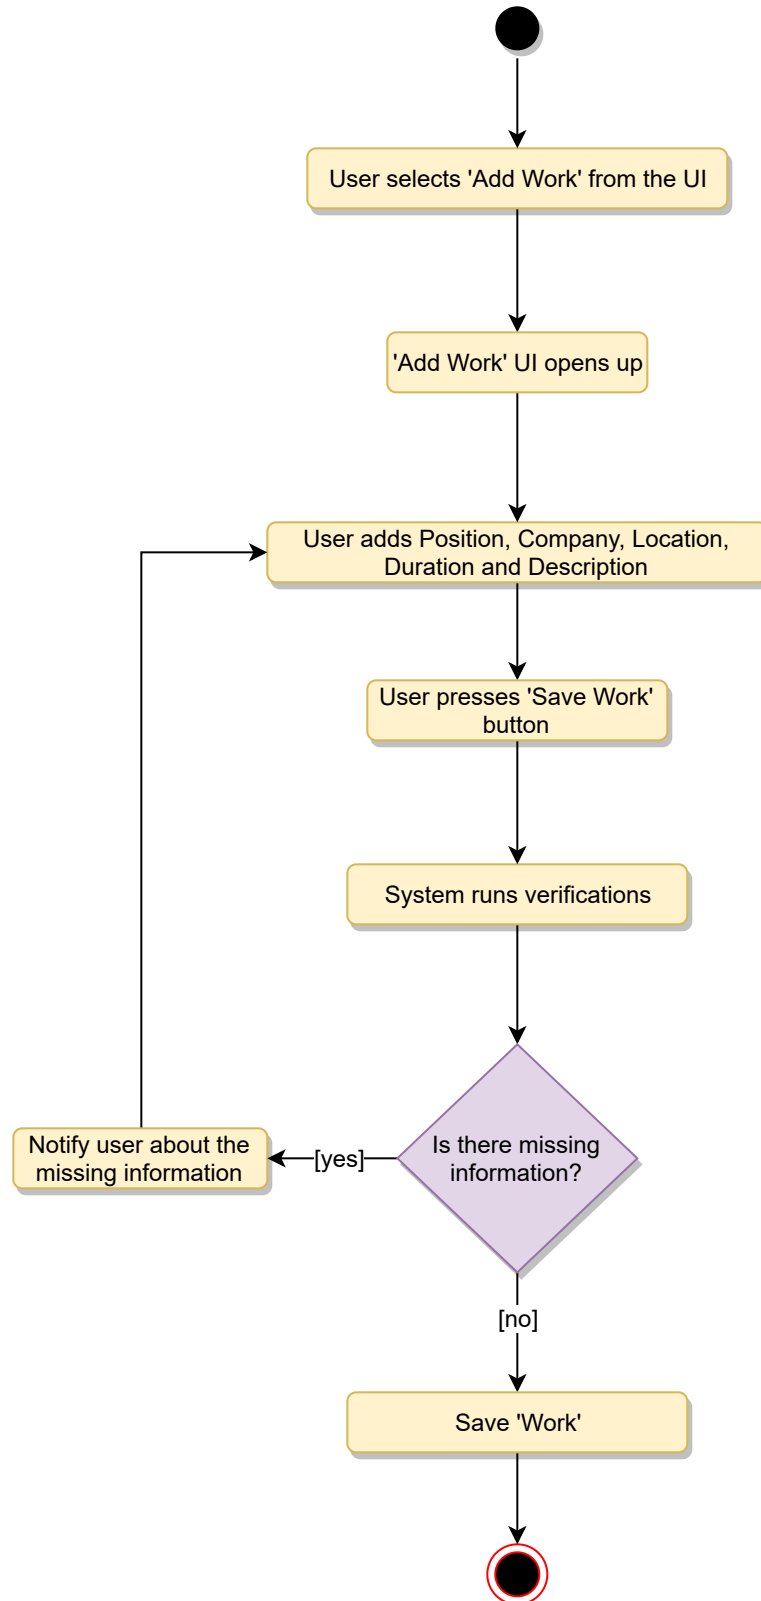 User selects 'Add Work' from the UI
'Add Work' UI opens up
User adds Position, Company, Location,
Duration and Description
User presses 'Save Work'
button
System runs verifications
Is there missing
information?
[yes]
Notify user about the
missing information
[no]
Save 'Work'